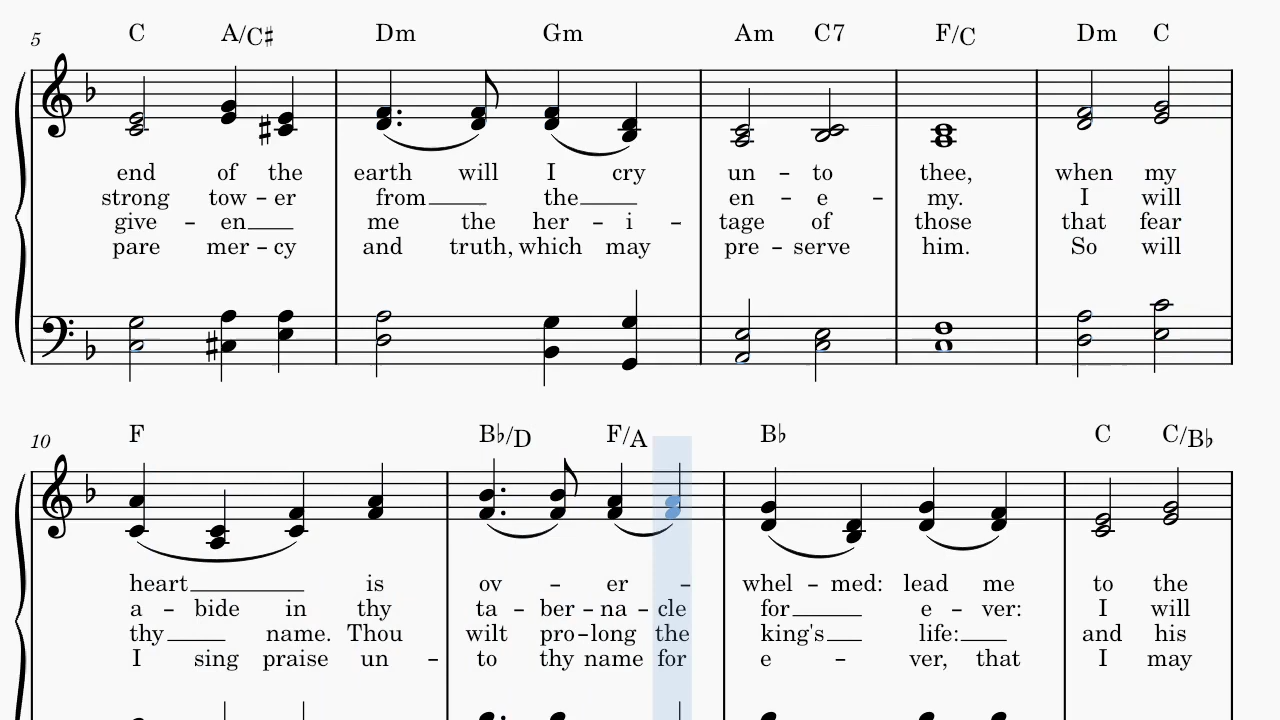 5 C A/C♯ Dm Gm Am C7 F/C Dm C
end of the earth will I cry un – to thee, when my
strong tow – er from the en – e – my. I will
give – en me the her – i – tage of those that fear
pare mer – cy and truth, which may pre – serve him. So will
10 F B♭/D F/A B♭ C C/B♭
heart is ov – er – whel – med: lead me to the
a – bide in thy ta – ber – na – cle for e – ver: I will
thy name. Thou wilt pro – long the king's life: and his
I sing praise un – to thy name for e – ver, that I may